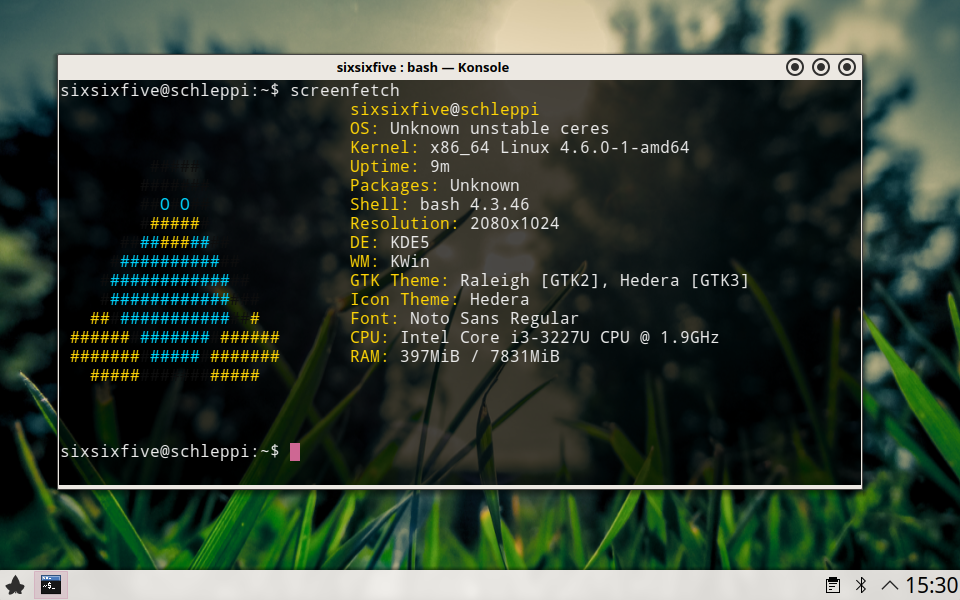 sixsixfive : bash — Konsole
sixsixfive@schleppi:~$ screenfetch
sixsixfive@schleppi
OS: Unknown unstable ceres
Kernel: x86_64 Linux 4.6.0-1-amd64
Uptime: 9m
Packages: Unknown
O O Shell: bash 4.3.46
##### Resolution: 2080x1024
####### DE: KDE5
########## WM: KWin
############ GTK Theme: Raleigh [GTK2], Hedera [GTK3]
############ Icon Theme: Hedera
## ########### # Font: Noto Sans Regular
###### ####### ###### CPU: Intel Core i3-3227U CPU @ 1.9GHz
####### ##### ####### RAM: 397MiB / 7831MiB
##### #####
sixsixfive@schleppi:~$
~$_
15:30